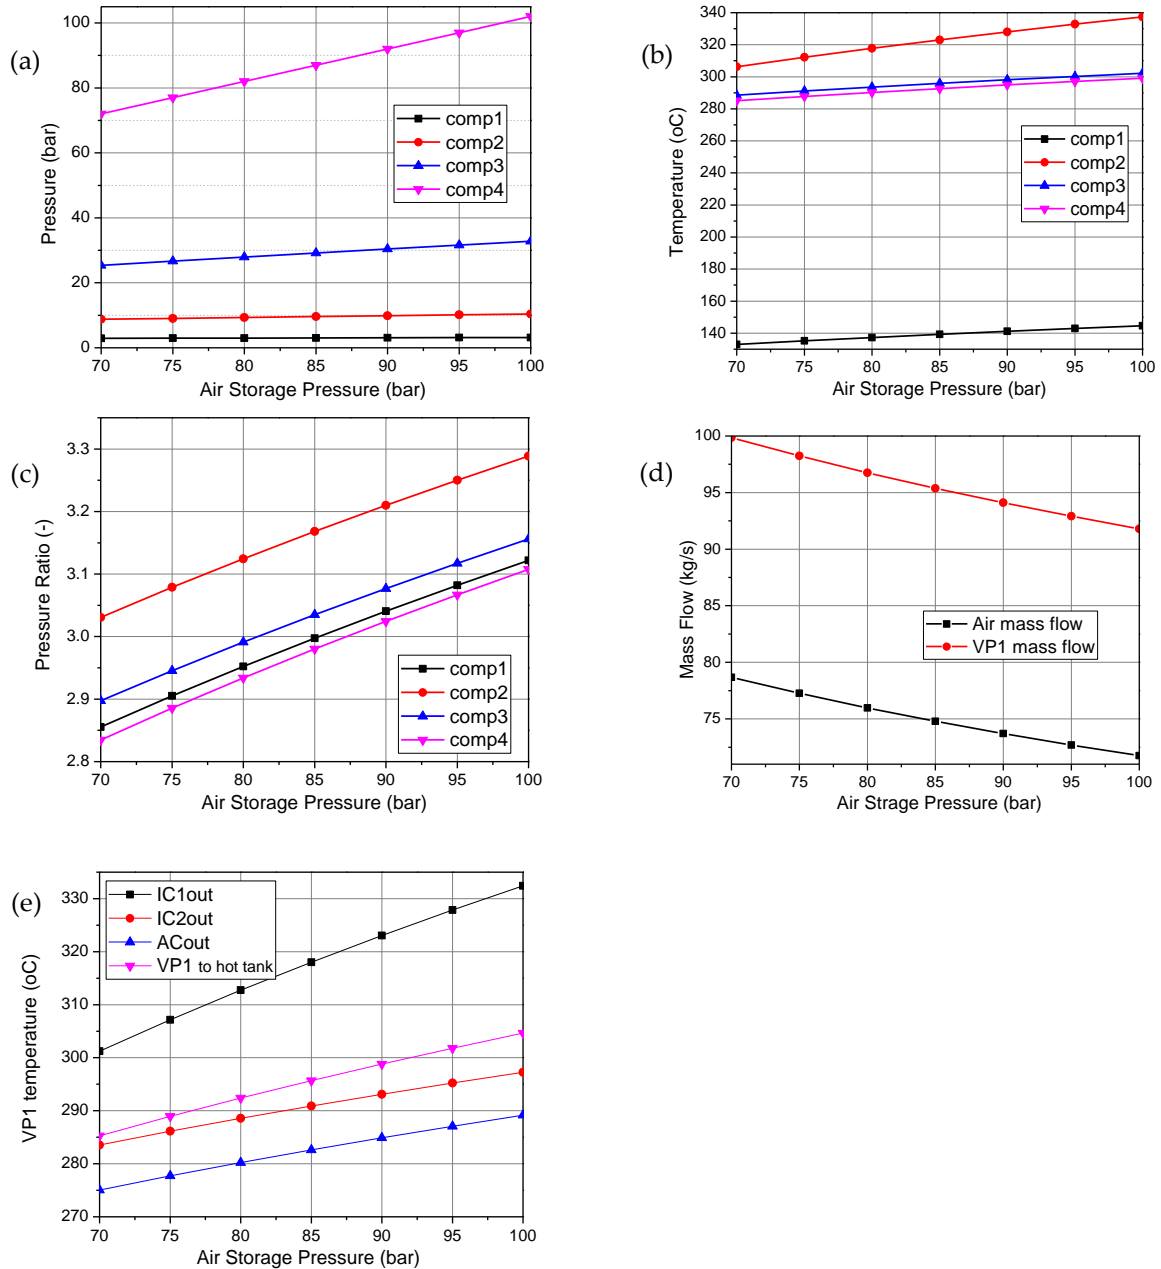 (a)
Pressure (bar)
100
80
60
40
20
0
comp1
comp2
comp3
comp4
70 75 80 85 90 95 100
Air Storage Pressure (bar)
(b)
Temperature (oC)
340
320
300
280
260
240
220
200
180
160
140
comp1
comp2
comp3
comp4
70 75 80 85 90 95 100
Air Storage Pressure (bar)
(c)
Pressure Ratio (-)
3.3
3.2
3.1
3.0
2.9
2.8
comp1
comp2
comp3
comp4
70 75 80 85 90 95 100
Air Storage Pressure (bar)
(d)
Mass Flow (kg/s)
100
95
90
85
80
75
Air mass flow
VP1 mass flow
70 75 80 85 90 95 100
Air Strage Pressure (bar)
(e)
VP1 temperature (oC)
330
320
310
300
290
280
270
IC1out
IC2out
ACout
VP1 to hot tank
70 75 80 85 90 95 100
Air Storage Pressure (bar)